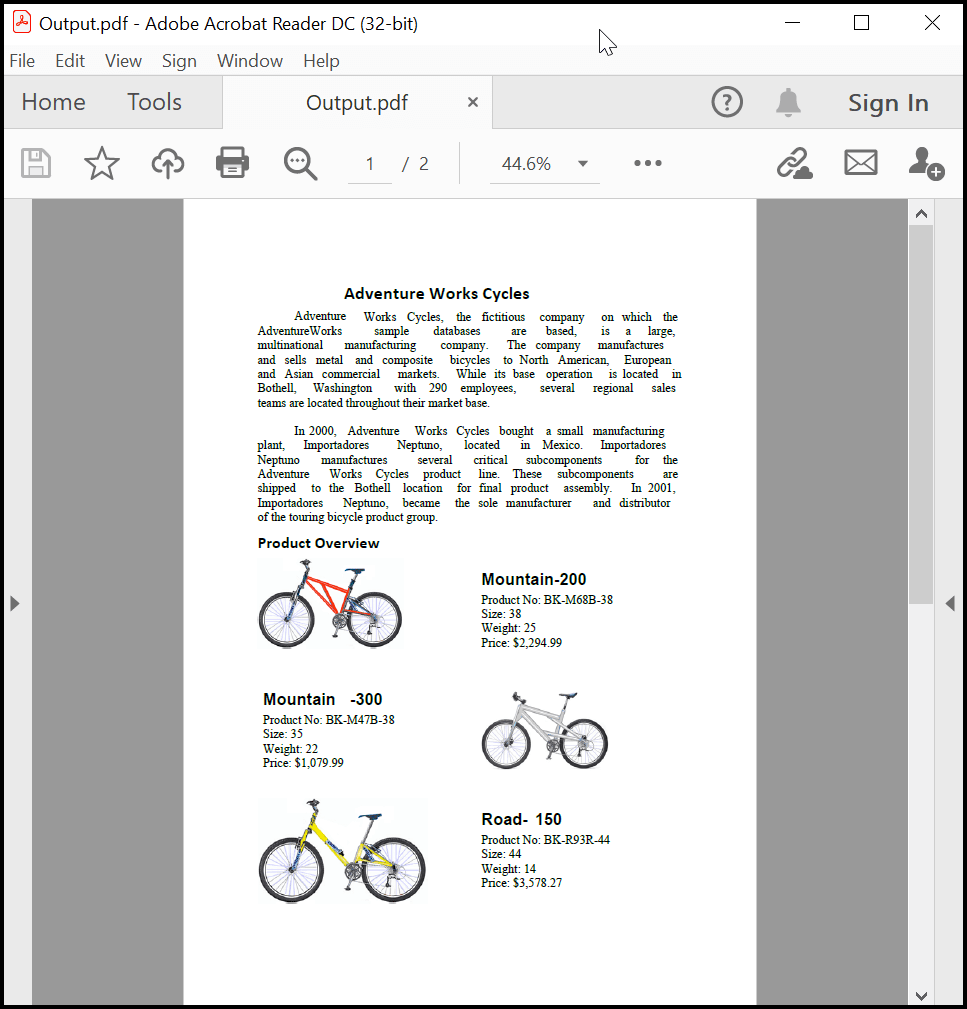 Output.pdf - Adobe Acrobat Reader DC (32-bit)
File Edit View Sign Window Help
Home Tools Output.pdf × ? Sign In
1 / 2 44.6%
Adventure Works Cycles
Adventure Works Cycles, the fictitious company on which the
AdventureWorks sample databases are based, is a large,
multinational manufacturing company. The company manufactures
and sells metal and composite bicycles to North American, European
and Asian commercial markets. While its base operation is located in
Bothell, Washington with 290 employees, several regional sales
teams are located throughout their market base.
In 2000, Adventure Works Cycles bought a small manufacturing
plant, Importadores Neptuno, located in Mexico. Importadores
Neptuno manufactures several critical subcomponents for the
Adventure Works Cycles product line. These subcomponents are
shipped to the Bothell location for final product assembly. In 2001,
Importadores Neptuno, became the sole manufacturer and distributor
of the touring bicycle product group.
Product Overview
Mountain-200
Product No: BK-M68B-38
Size: 38
Weight: 25
Price: $2,294.99
Mountain -300
Product No: BK-M47B-38
Size: 35
Weight: 22
Price: $1,079.99
Road- 150
Product No: BK-R93R-44
Size: 44
Weight: 14
Price: $3,578.27